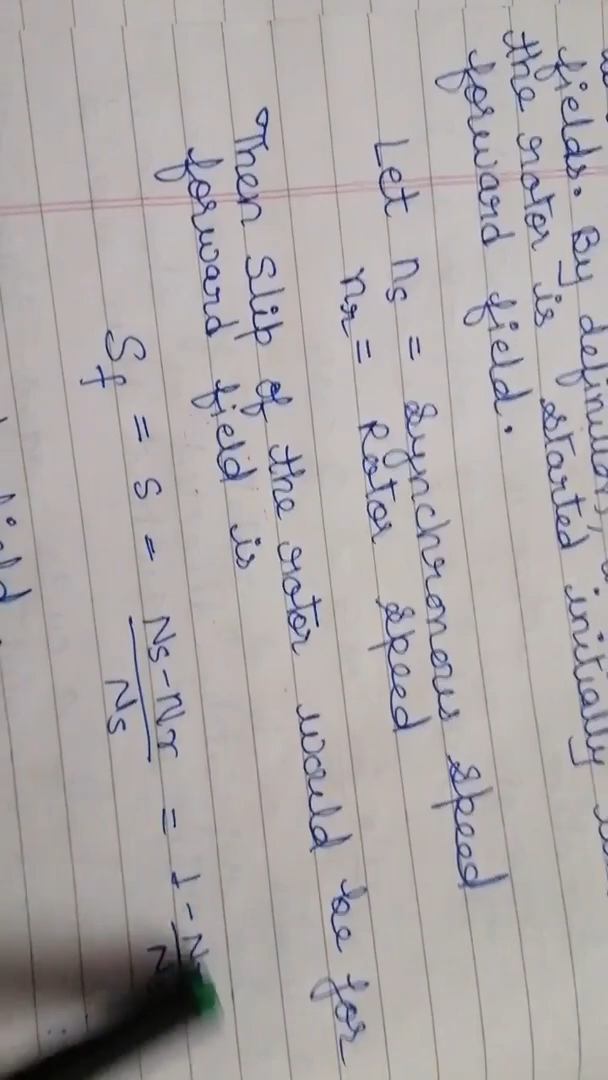 fields. By definition,
the rotor is started initially
forward field.
Let ns = synchronous speed
nr = Rotor speed
Then slip of the rotor would be for
forward field is
Sf = s = Ns-Nr/Ns = 1 -
field